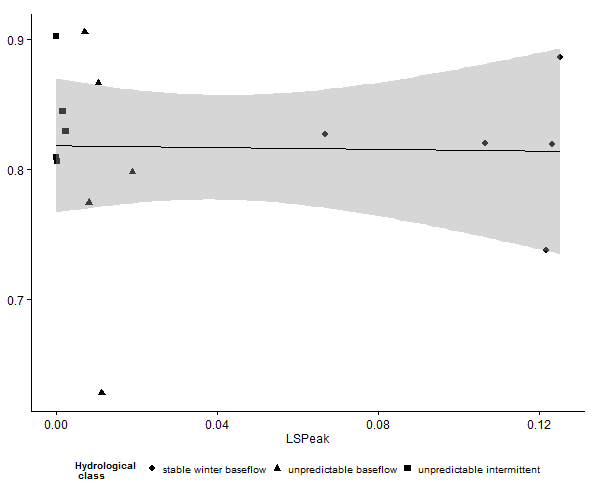 0.9
0.8
0.7
0.00 0.04 0.08 0.12
LSPeak
Hydrological
class
stable winter baseflow unpredictable baseflow unpredictable intermittent